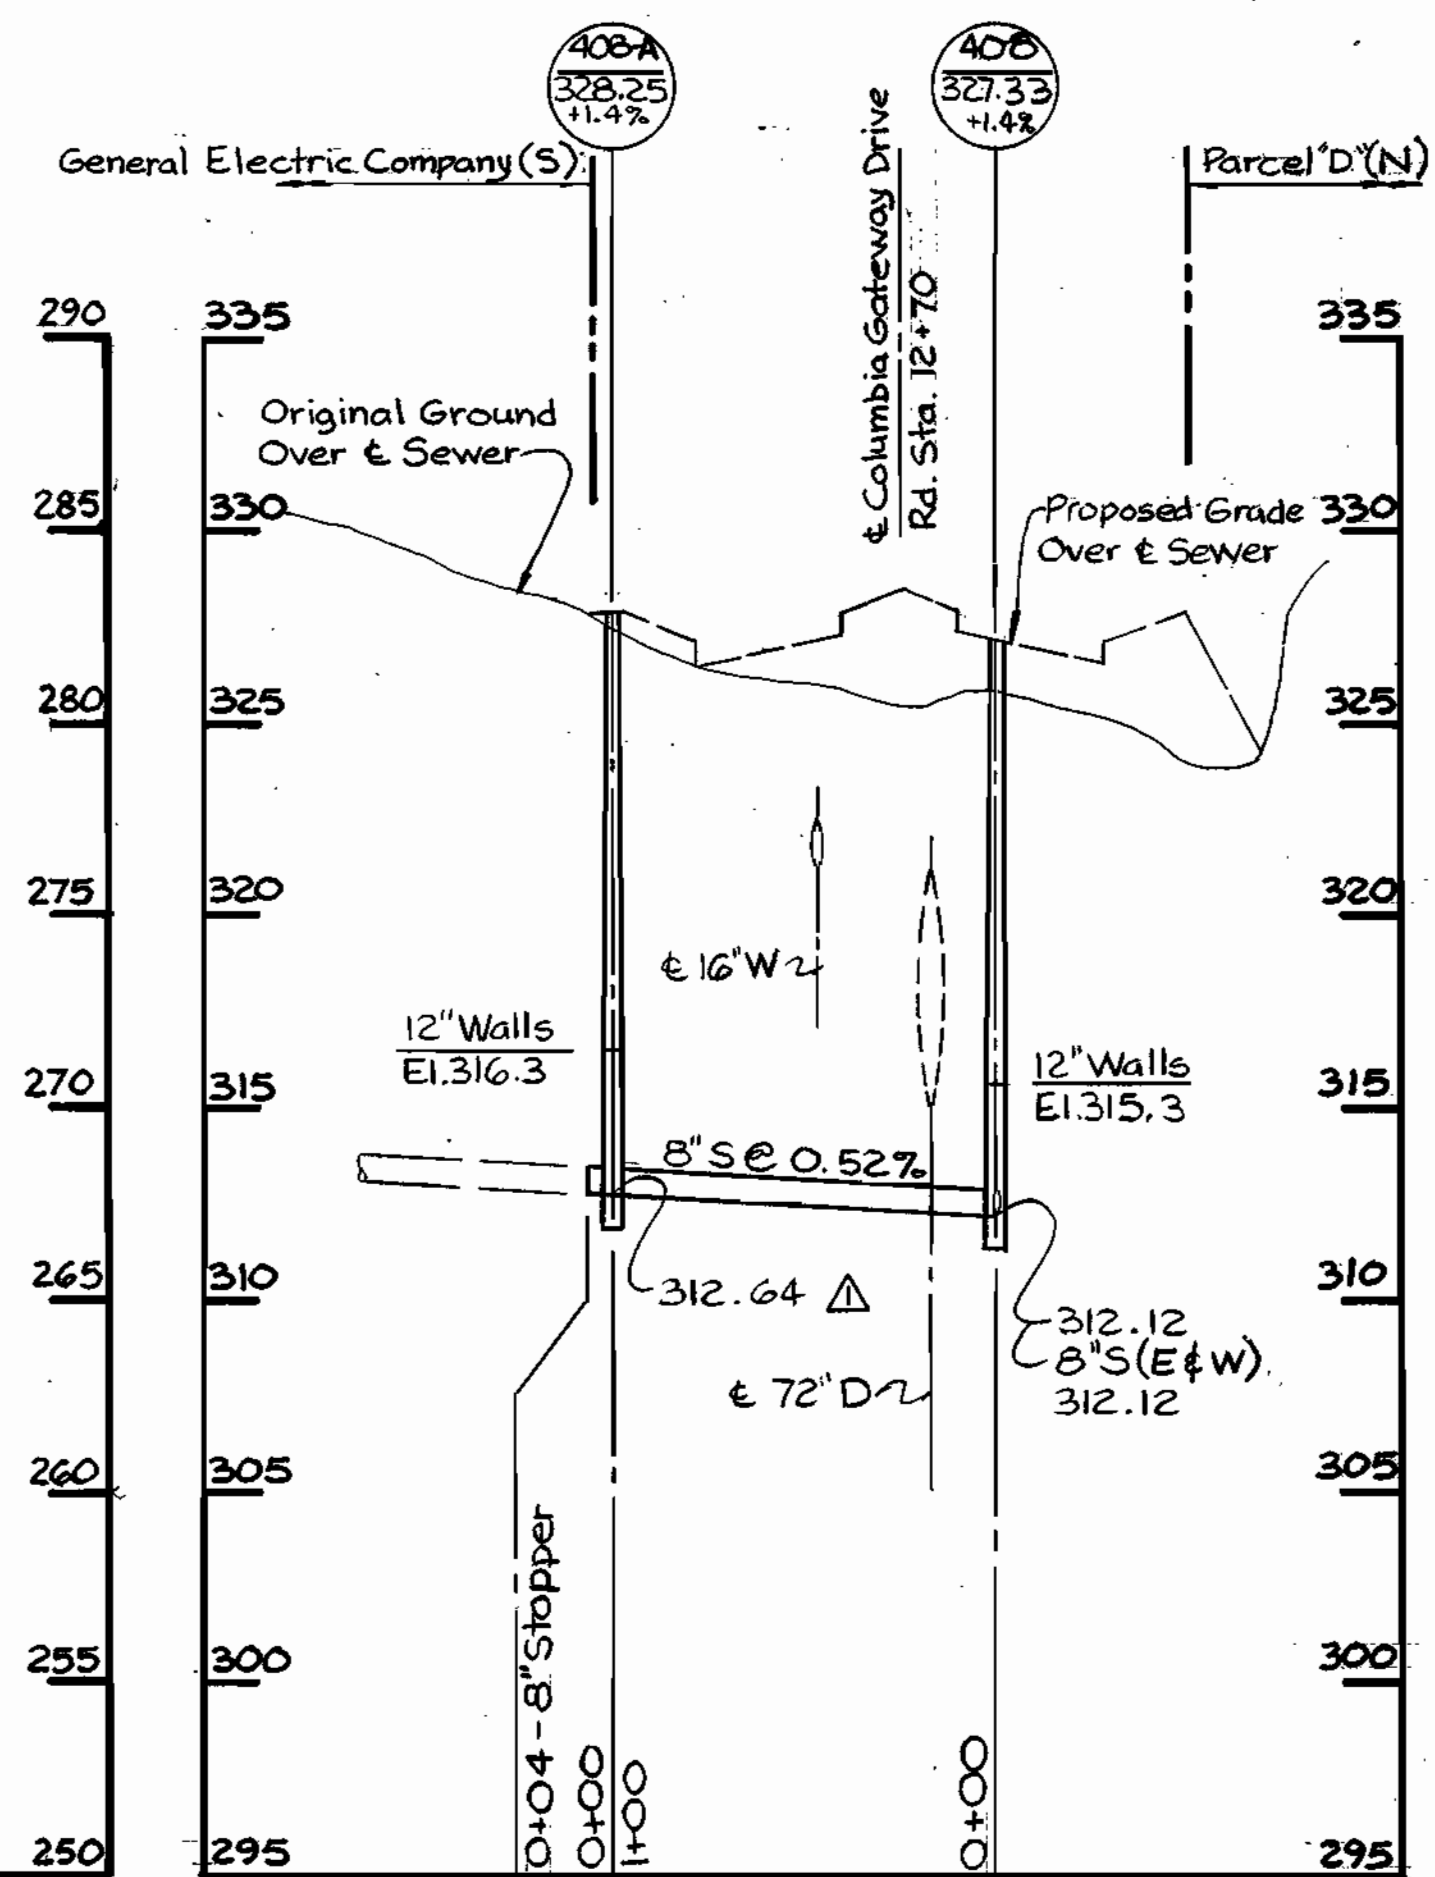 408-A
328.25
+1.4%
408
327.33
+1.4%
General Electric Company (S)
Parcel "D" (N)
℄ Columbia Gateway Drive
Rd. Sta. 12+70
290
285
280
275
270
265
260
255
250
335
330
325
320
315
310
305
300
295
Original Ground
Over ℄ Sewer
Proposed Grade
Over ℄ Sewer
335
330
325
320
315
310
305
300
295
℄ 16"W
12" Walls
El. 316.3
12" Walls
El. 315.3
8" S @ 0.52%
312.64 1
312.12
8"S (E & W)
312.12
℄ 72" D
0+04 - 8" Stopper
0+00
1+00
0+00